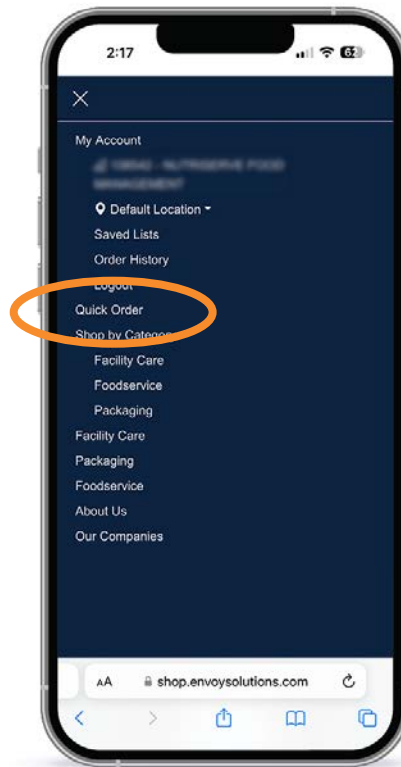 2:17
62
My Account
Default Location
Saved Lists
Order History
Logout
Quick Order
Shop by Category
Facility Care
Foodservice
Packaging
Facility Care
Packaging
Foodservice
About Us
Our Companies
AA shop.envoysolutions.com